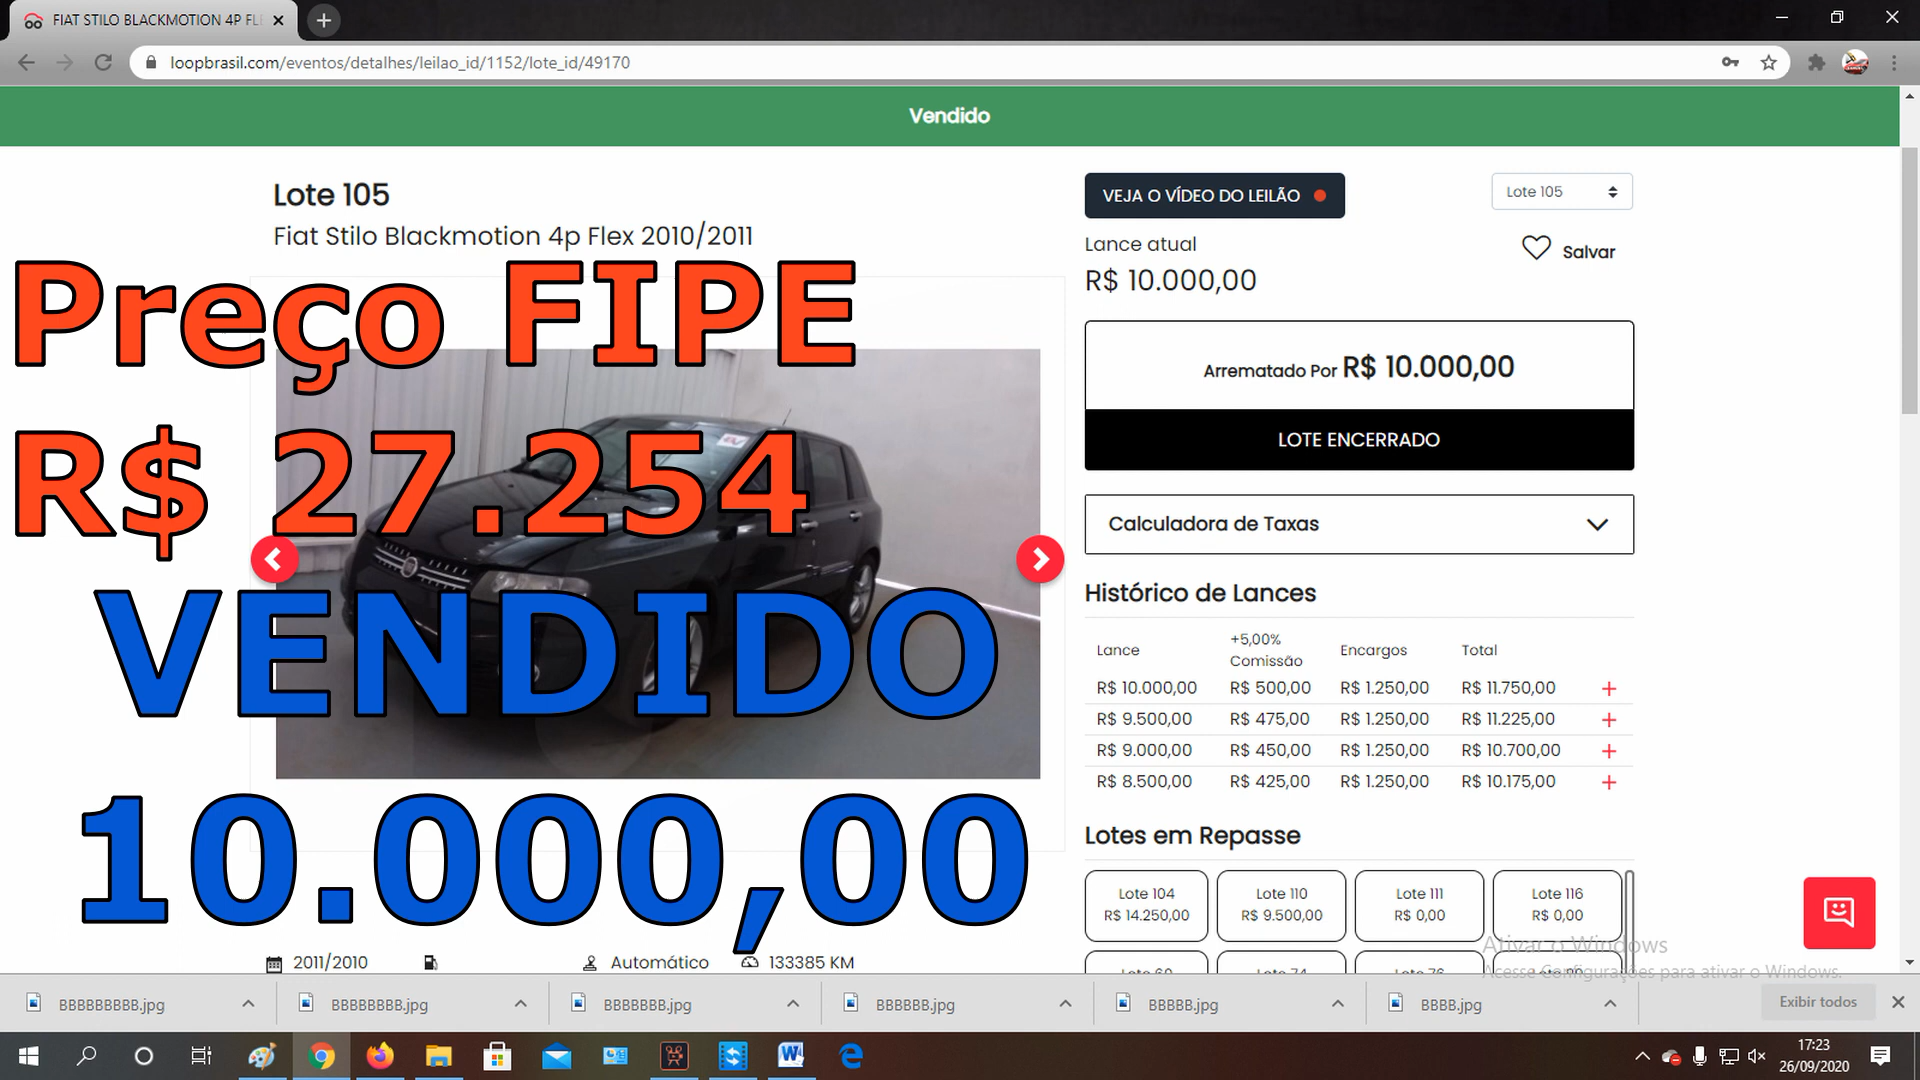 FIAT STILO BLACKMOTION 4P FL
loopbrasil.com/eventos/detalhes/leilao_id/1152/lote_id/49170
Vendido
Lote 105
Fiat Stilo Blackmotion 4p Flex 2010/2011
Preço FIPE
R$ 27.254
VENDIDO
10.000,00
2011/2010
Automático
133385 KM
VEJA O VÍDEO DO LEILÃO
Lote 105
Lance atual
R$ 10.000,00
Salvar
Arrematado Por R$ 10.000,00
LOTE ENCERRADO
Calculadora de Taxas
Histórico de Lances
Lance +5,00% Comissão Encargos Total
R$ 10.000,00 R$ 500,00 R$ 1.250,00 R$ 11.750,00
R$ 9.500,00 R$ 475,00 R$ 1.250,00 R$ 11.225,00
R$ 9.000,00 R$ 450,00 R$ 1.250,00 R$ 10.700,00
R$ 8.500,00 R$ 425,00 R$ 1.250,00 R$ 10.175,00
Lotes em Repasse
Lote 104 Lote 110 Lote 111 Lote 116
R$ 14.250,00 R$ 9.500,00 R$ 0,00 R$ 0,00
Ativar o Windows
Acesse Configurações para ativar o Windows.
BBBBBBBBB.jpg BBBBBBBB.jpg BBBBBBB.jpg BBBBBB.jpg BBBBB.jpg BBBB.jpg Exibir todos
17:23
26/09/2020